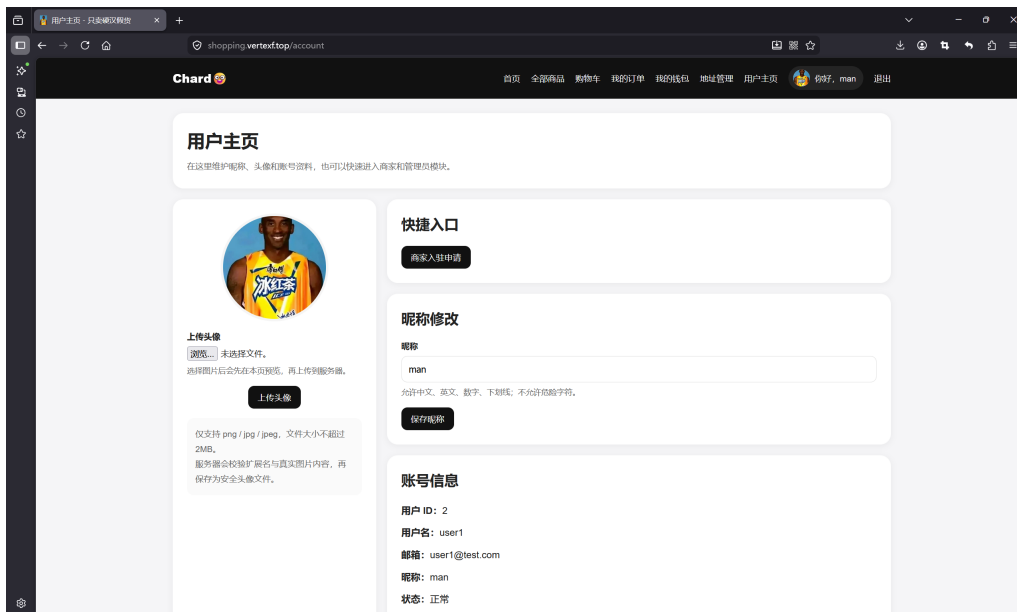 用户主页 - 只卖硬汉假货
shopping.vertexf.top/account
Chard
首页 全部商品 购物车 我的订单 我的钱包 地址管理 用户主页 你好，man 退出
用户主页
在这里维护昵称、头像和账号资料，也可以快速进入商家和管理员模块。
冰红茶
上传头像
浏览... 未选择文件。
选择图片后会先在本页预览，再上传到服务器。
上传头像
仅支持 png / jpg / jpeg，文件大小不超过
2MB。
服务器会校验扩展名与真实图片内容，再
保存为安全头像文件。
快捷入口
商家入驻申请
昵称修改
昵称
man
允许中文、英文、数字、下划线；不允许危险字符。
保存昵称
账号信息
用户 ID：2
用户名：user1
邮箱：user1@test.com
昵称：man
状态：正常